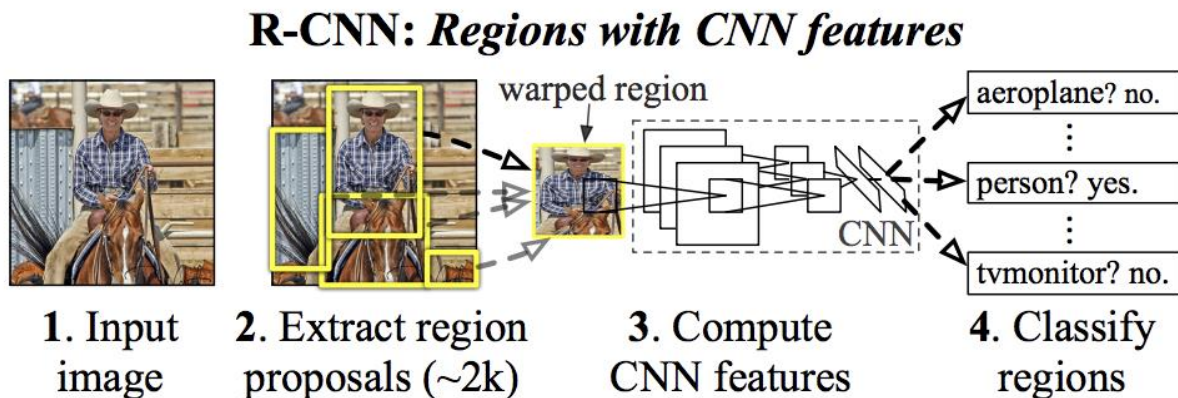 R-CNN: Regions with CNN features
warped region
aeroplane? no.
person? yes.
CNN
tvmonitor? no.
1. Input
image
2. Extract region
proposals (~2k)
3. Compute
CNN features
4. Classify
regions